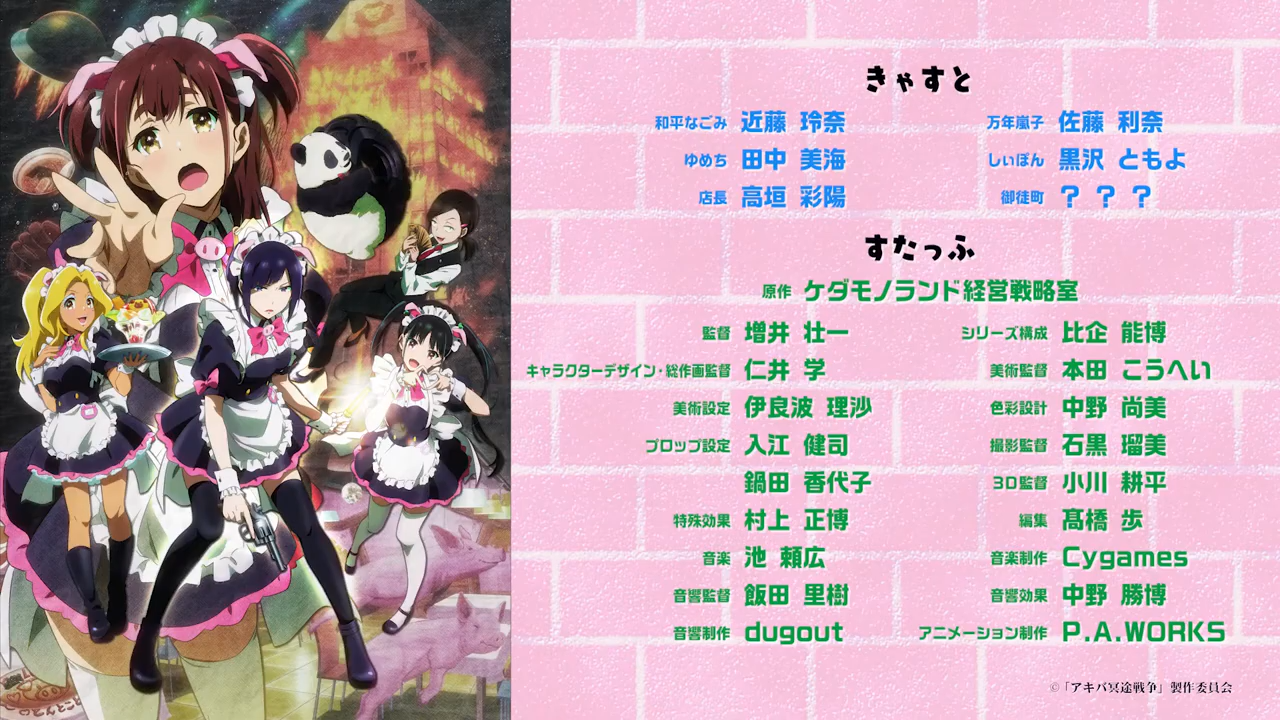 きゃすと
和平なごみ 近藤 玲奈 万年嵐子 佐藤 利奈
ゆめち 田中 美海 しぃぽん 黒沢 ともよ
店長 高垣 彩陽 御徒町 ? ? ?
すたっふ
原作 ケダモノランド経営戦略室
監督 増井 壮一 シリーズ構成 比企 能博
キャラクターデザイン・総作画監督 仁井 学 美術監督 本田 こうへい
美術設定 伊良波 理沙 色彩設計 中野 尚美
プロップ設定 入江 健司 撮影監督 石黒 瑠美
鍋田 香代子 3D監督 小川 耕平
特殊効果 村上 正博 編集 髙橋 歩
音楽 池 頼広 音楽制作 Cygames
音響監督 飯田 里樹 音響効果 中野 勝博
音響制作 dugout アニメーション制作 P.A.WORKS
©「アキバ冥途戦争」製作委員会